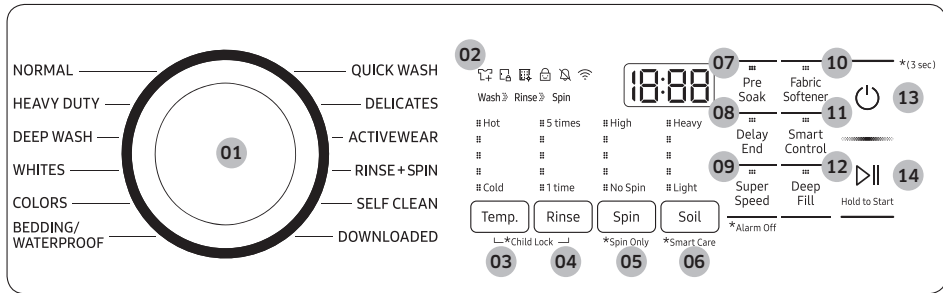 NORMAL
HEAVY DUTY
DEEP WASH
WHITES
COLORS
BEDDING/
WATERPROOF
01
QUICK WASH
DELICATES
ACTIVEWEAR
RINSE+SPIN
SELF CLEAN
DOWNLOADED
02
Wash》 Rinse》 Spin
18:88
Hot 5 times High Heavy
Cold 1 time No Spin Light
Temp. Rinse Spin Soil
*Child Lock *Spin Only *Smart Care
03 04 05 06
07
Pre
Soak
08
Delay
End
09
Super
Speed
*Alarm Off
10
Fabric
Softener
11
Smart
Control
12
Deep
Fill
*(3 sec)
13
14
Hold to Start